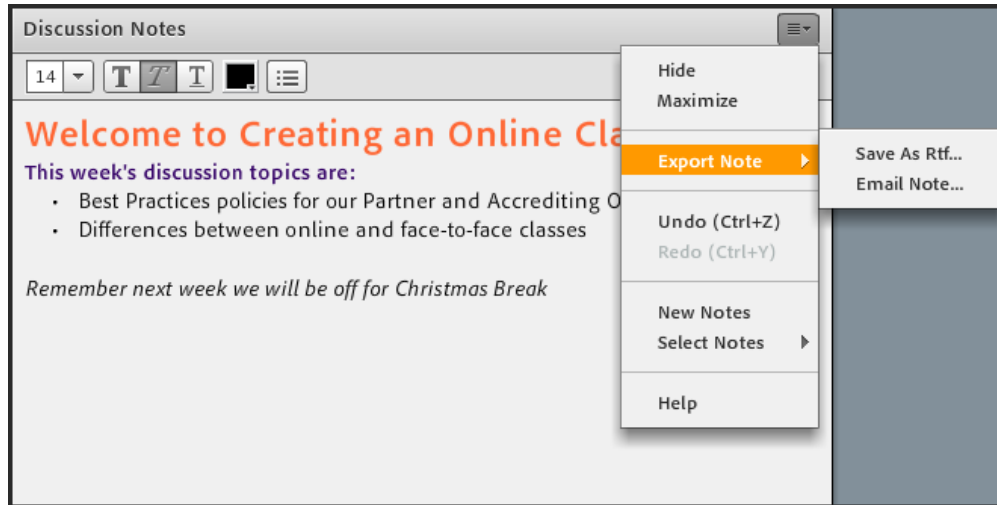 Discussion Notes
14 T T T
Welcome to Creating an Online
This week's discussion topics are:
• Best Practices policies for our Partner and Accrediting
• Differences between online and face-to-face classes
Remember next week we will be off for Christmas Break
Hide
Maximize
Export Note
Save As Rtf...
Email Note...
Undo (Ctrl+Z)
Redo (Ctrl+Y)
New Notes
Select Notes
Help